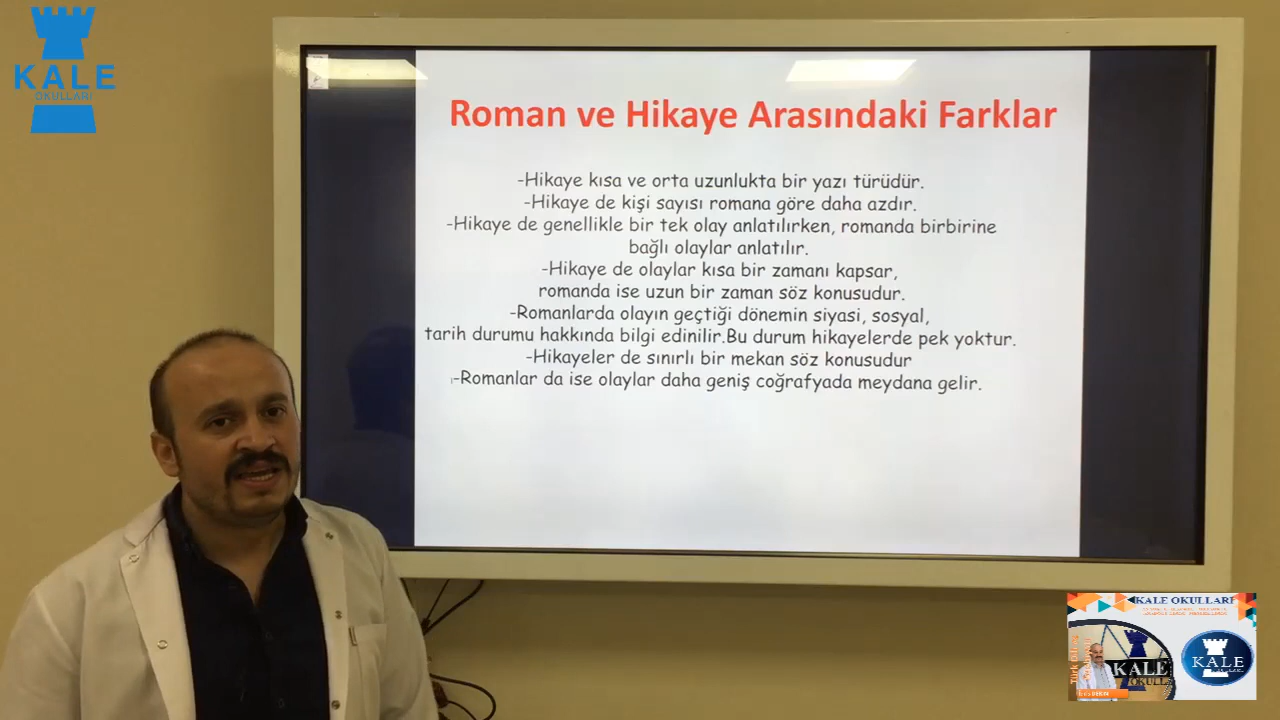 KALE
OKULLARI
Roman ve Hikaye Arasındaki Farklar
-Hikaye kısa ve orta uzunlukta bir yazı türüdür.
-Hikaye de kişi sayısı romana göre daha azdır.
-Hikaye de genellikle bir tek olay anlatılırken, romanda birbirine
bağlı olaylar anlatılır.
-Hikaye de olaylar kısa bir zamanı kapsar,
romanda ise uzun bir zaman söz konusudur.
-Romanlarda olayın geçtiği dönemin siyasi, sosyal,
tarih durumu hakkında bilgi edinilir.Bu durum hikayelerde pek yoktur.
-Hikayeler de sınırlı bir mekan söz konusudur
-Romanlar da ise olaylar daha geniş coğrafyada meydana gelir.
KALE OKULLARI
KALE
OKULL
KALE